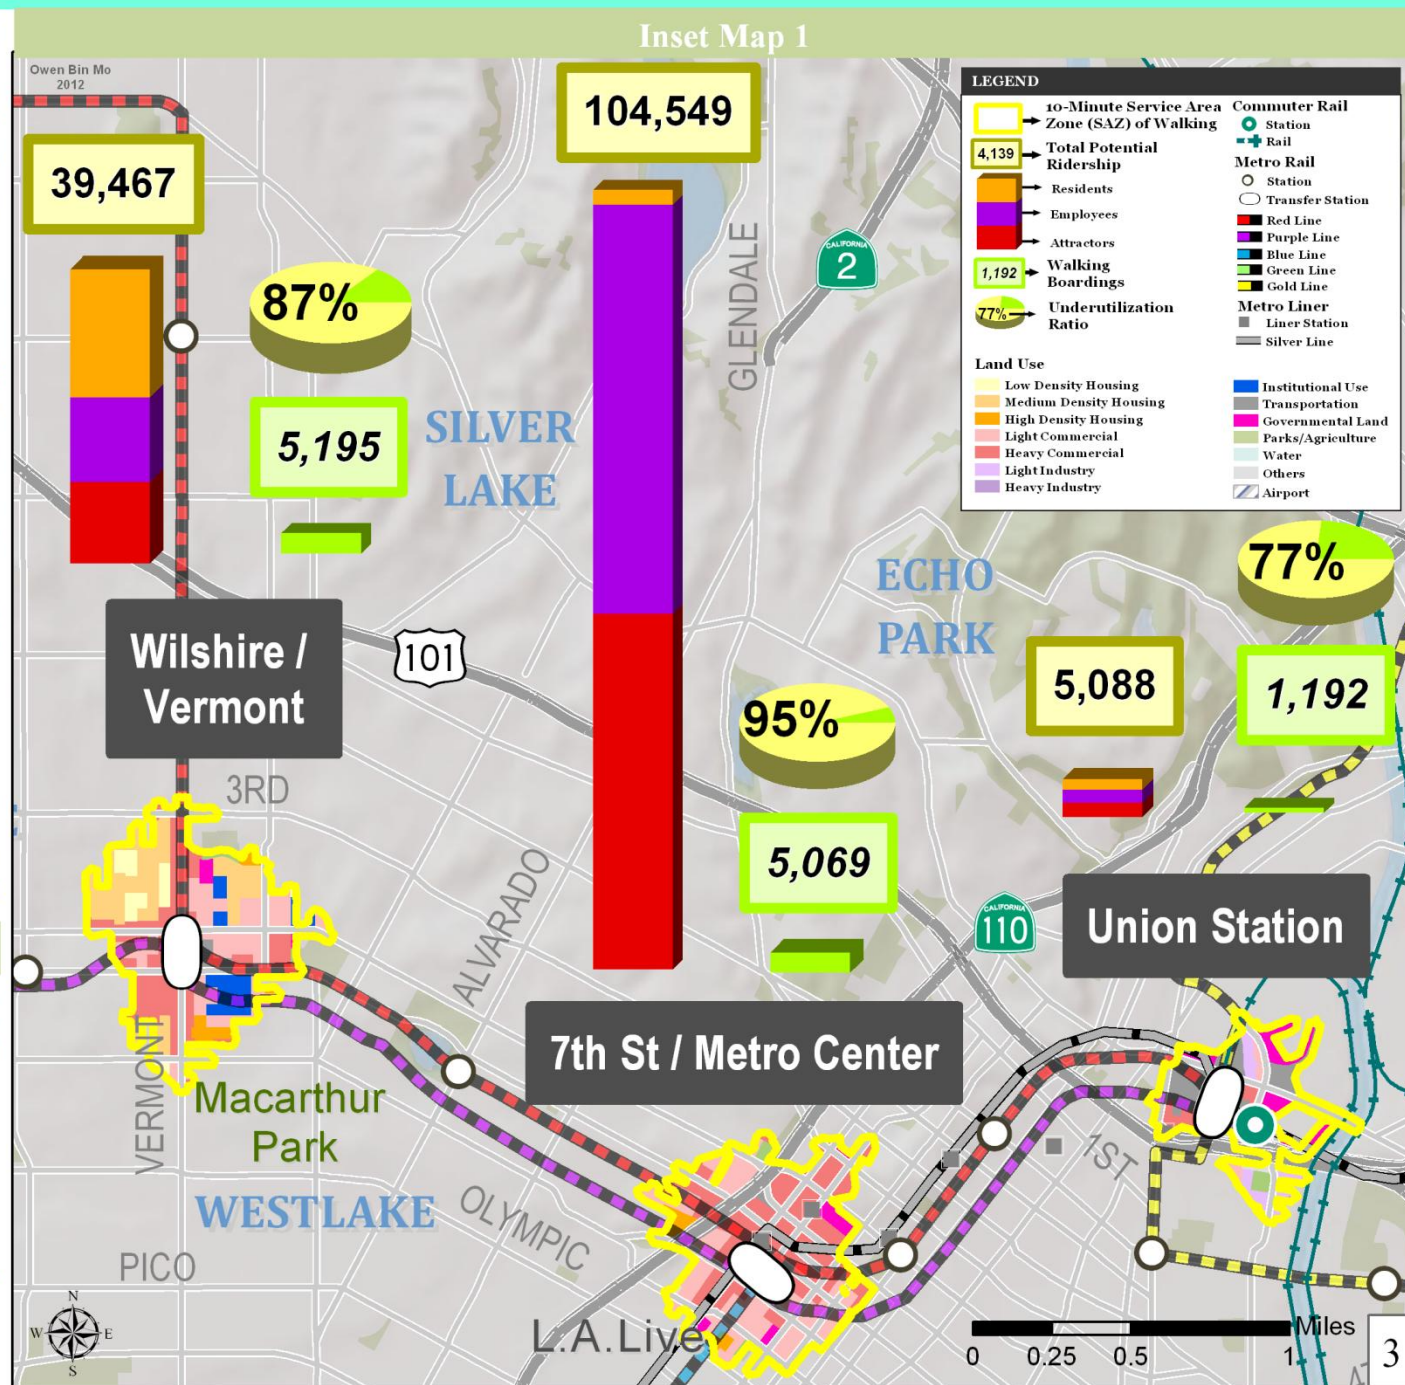 Inset Map 1
Owen Bin Mo
2012
39,467
104,549
87%
5,195
SILVER
LAKE
GLENDALE
CALIFORNIA
2
LEGEND
10-Minute Service Area
Zone (SAZ) of Walking
4,139
Total Potential
Ridership
Residents
Employees
Attractors
1,192
Walking
Boardings
77%
Underutilization
Ratio
Commuter Rail
Station
Rail
Metro Rail
Station
Transfer Station
Red Line
Purple Line
Blue Line
Green Line
Gold Line
Metro Liner
Liner Station
Silver Line
Land Use
Low Density Housing
Medium Density Housing
High Density Housing
Light Commercial
Heavy Commercial
Light Industry
Heavy Industry
Institutional Use
Transportation
Governmental Land
Parks/Agriculture
Water
Others
Airport
Wilshire /
Vermont
101
ECHO
PARK
77%
5,088
1,192
95%
5,069
3RD
ALVARADO
CALIFORNIA
110
Union Station
7th St / Metro Center
VERMONT
Macarthur
Park
WESTLAKE
OLYMPIC
1ST
PICO
L.A.Live
N
W
E
S
Miles
0
0.25
0.5
1
3